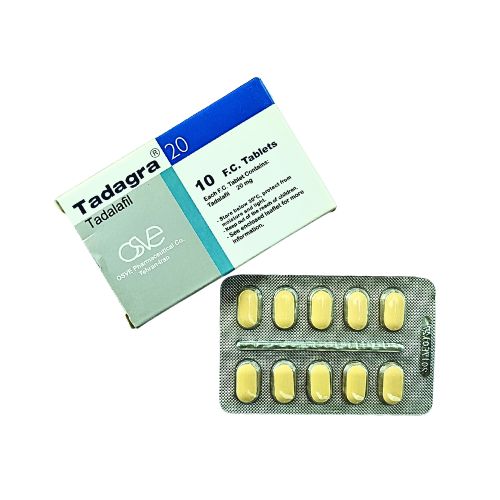 Tadagra® 20
Tadalafil
OSVE
OSVE Pharmaceutical Co.
Tehran-Iran
10 F.C. Tablets
Each F.C. Tablet Contains:
Tadalafil 20 mg
- Store below 30°C, protect from
moisture and light.
- Keep out of the reach of children.
- See enclosed leaflet for more
information.